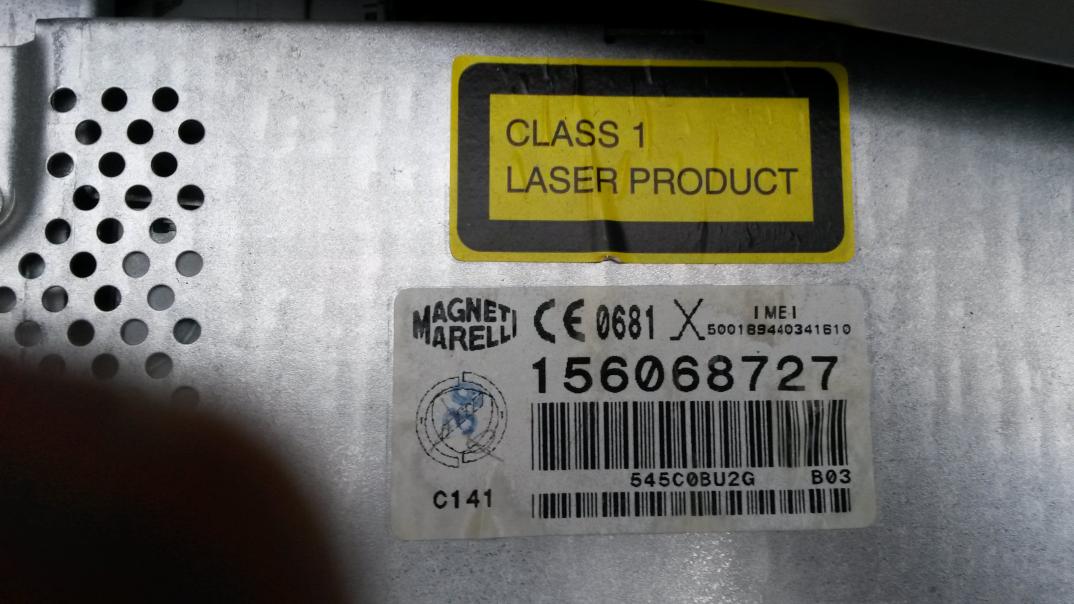 CLASS 1
LASER PRODUCT
MAGNETI MARELLI
CE 0681 X
IMEI
500189440341610
156068727
545C0BU2G B03
C141